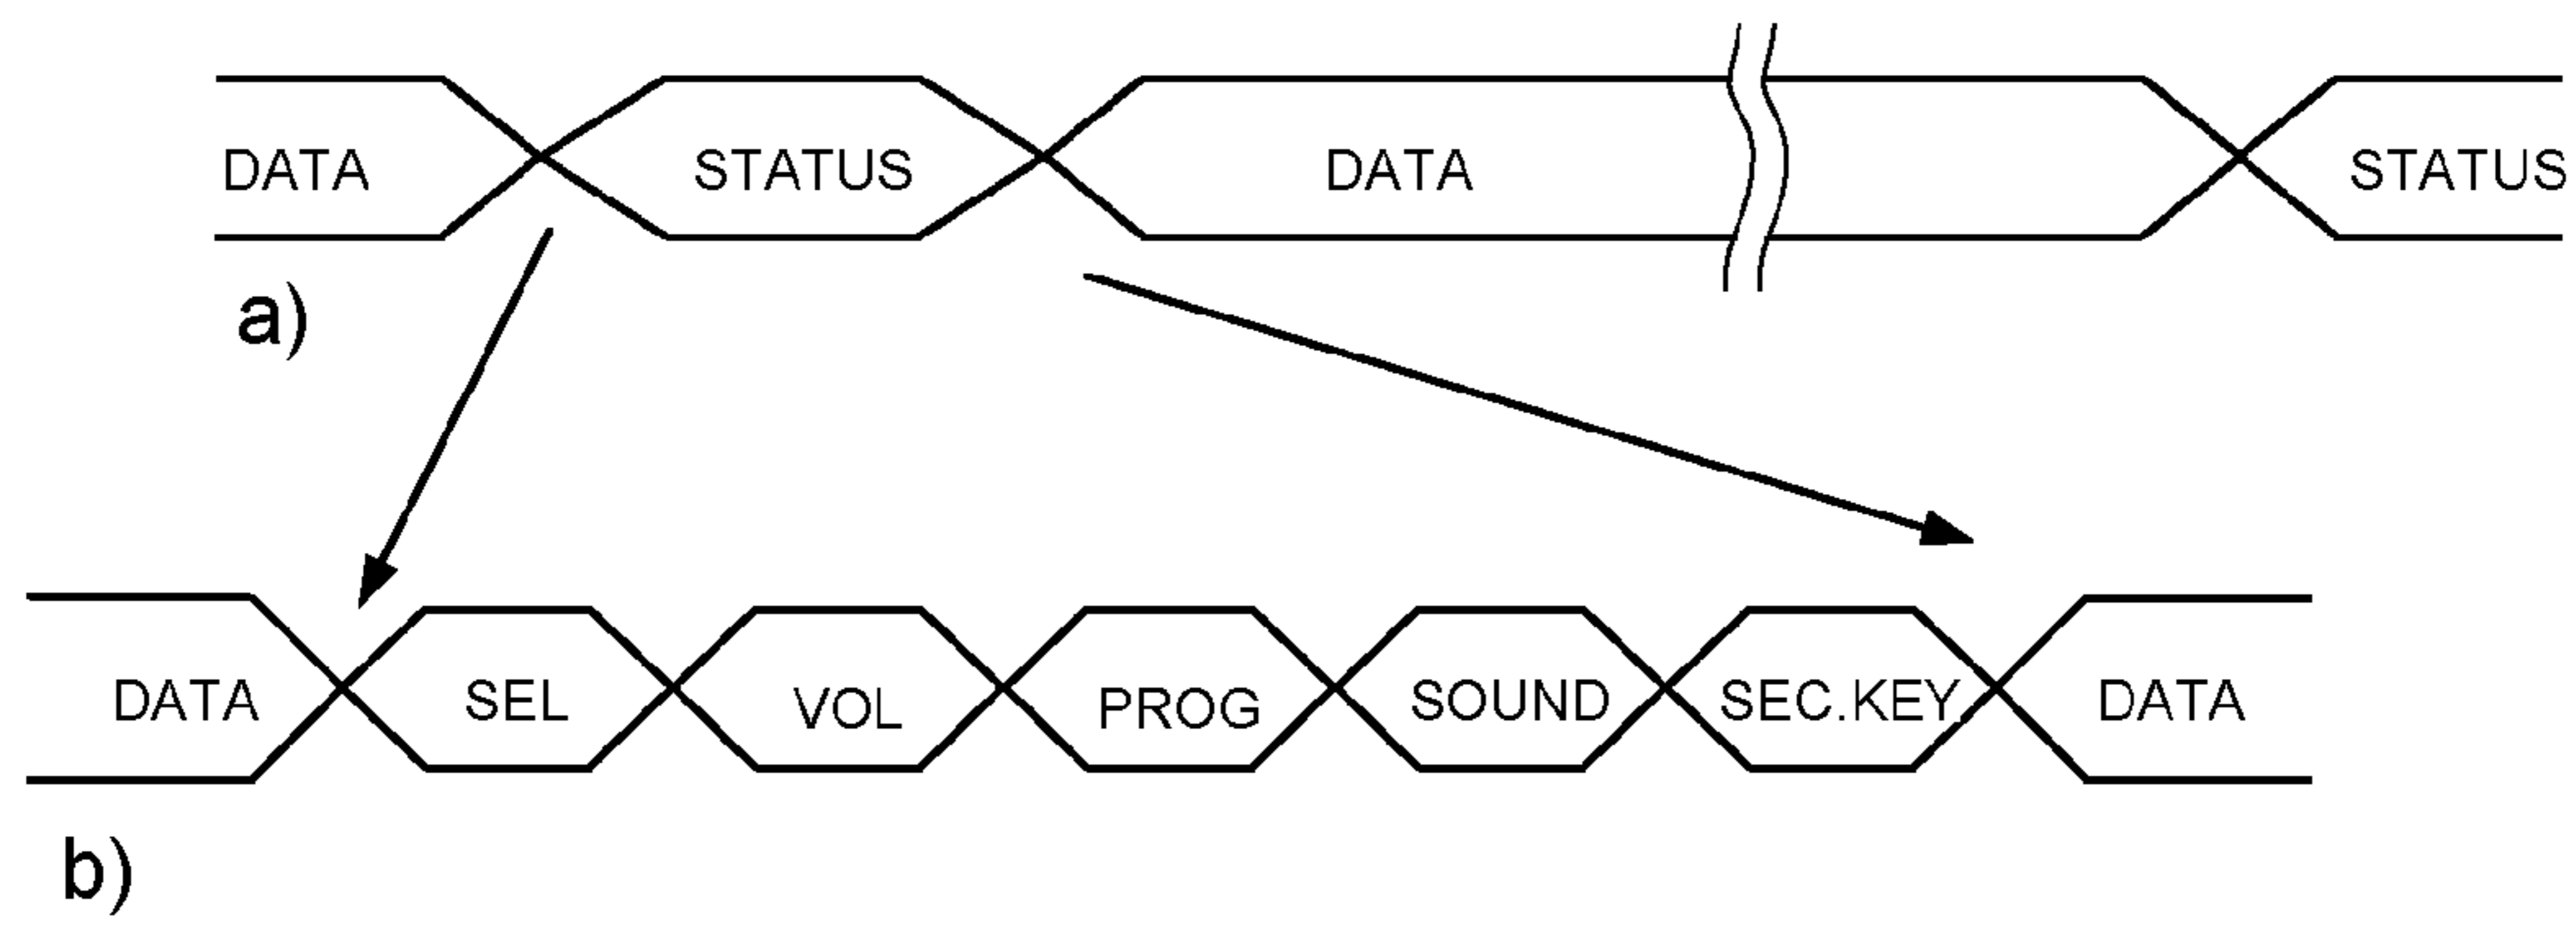 DATA STATUS DATA STATUS
a)
DATA SEL VOL PROG SOUND SEC.KEY DATA
b)